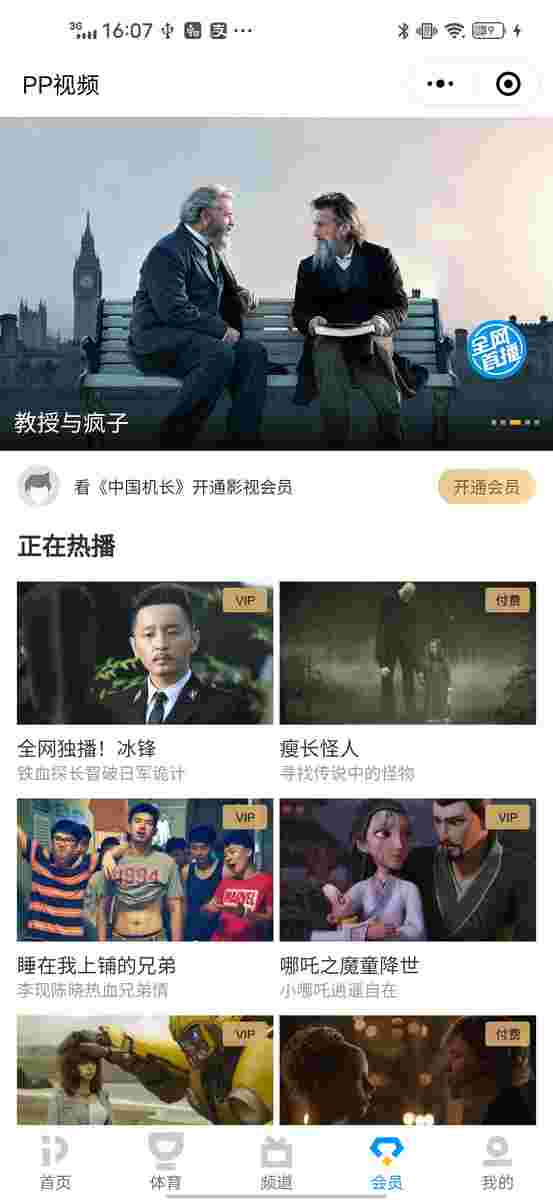 3G 16:07
PP视频
全网
直播
教授与疯子
看《中国机长》开通影视会员
开通会员
正在热播
VIP
付费
全网独播！冰锋
瘦长怪人
铁血探长智破日军诡计
寻找传说中的怪物
1994
MARVEL
VIP
VIP
睡在我上铺的兄弟
哪吒之魔童降世
李现陈晓热血兄弟情
小哪吒逍遥自在
VIP
付费
首页
体育
频道
会员
我的